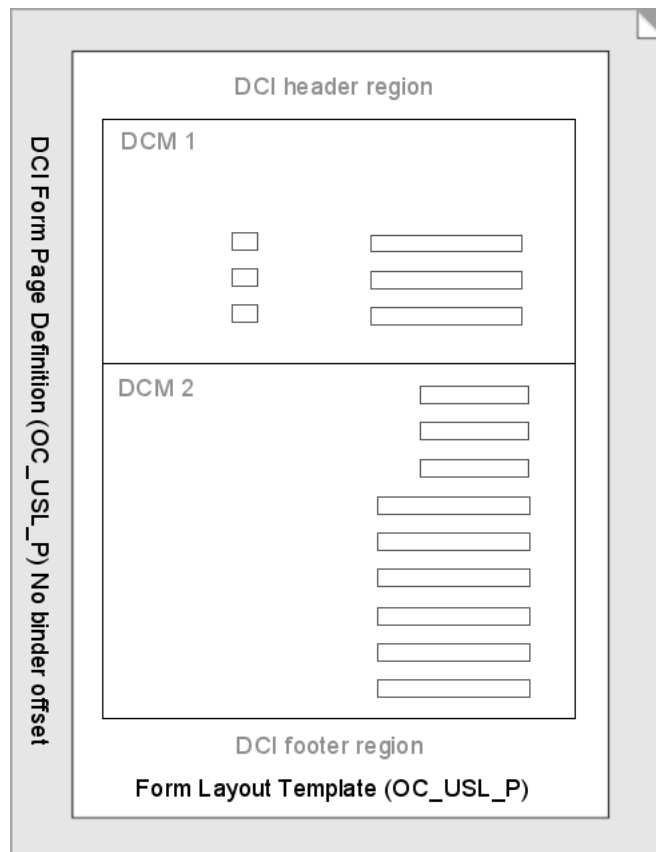 DCI header region
DCM 1
DCM 2
DCI footer region
Form Layout Template (OC_USL_P)
DCI Form Page Definition (OC_USL_P) No binder offset